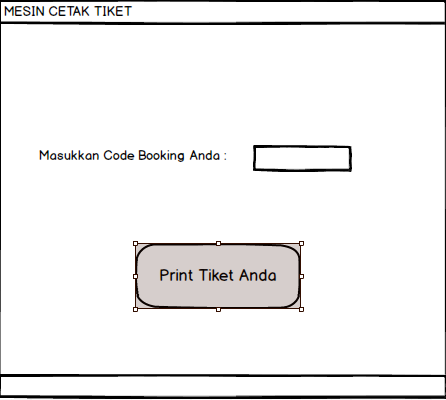 MESIN CETAK TIKET
Masukkan Code Booking Anda :
Print Tiket Anda